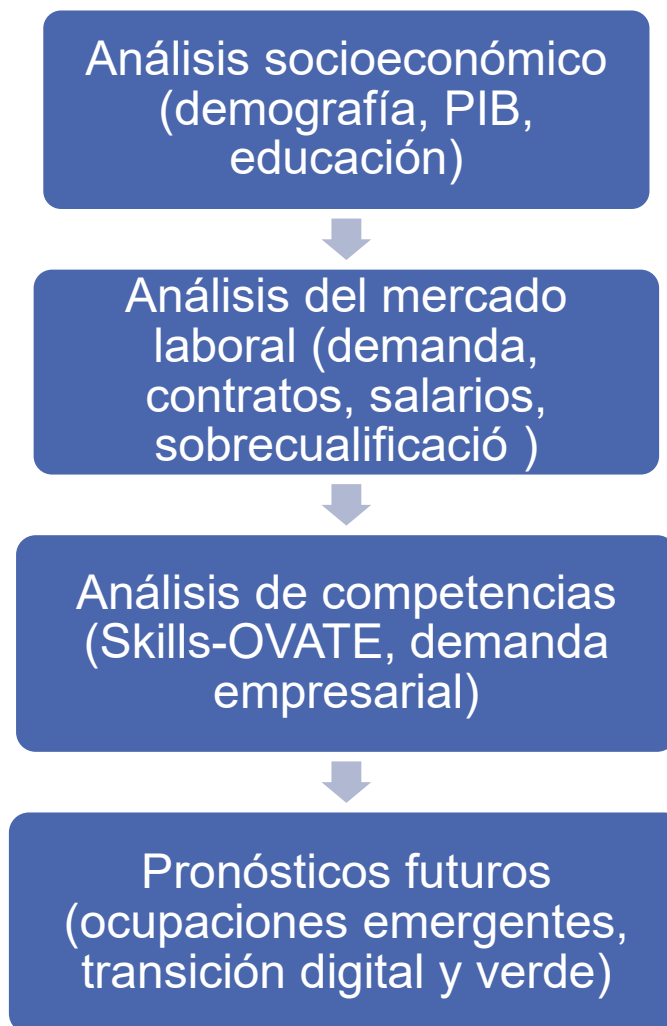 Análisis socioeconómico
(demografía, PIB,
educación)
Análisis del mercado
laboral (demanda,
contratos, salarios,
sobrecualificació )
Análisis de competencias
(Skills-OVATE, demanda
empresarial)
Pronósticos futuros
(ocupaciones emergentes,
transición digital y verde)